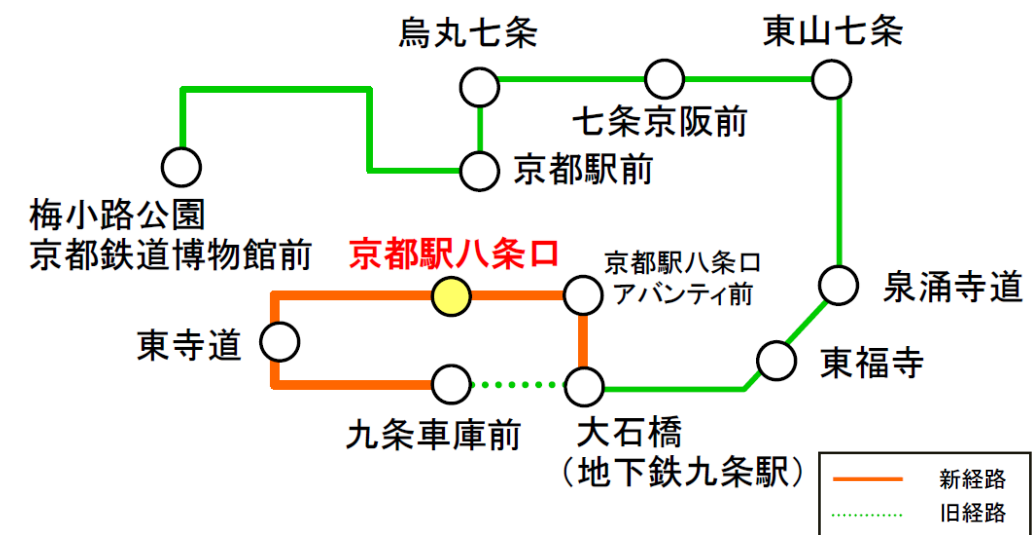 烏丸七条
東山七条
七条京阪前
京都駅前
梅小路公園
京都鉄道博物館前
京都駅八条口
京都駅八条口
アバンティ前
泉涌寺道
東寺道
東福寺
九条車庫前
大石橋
(地下鉄九条駅)
新経路
旧経路